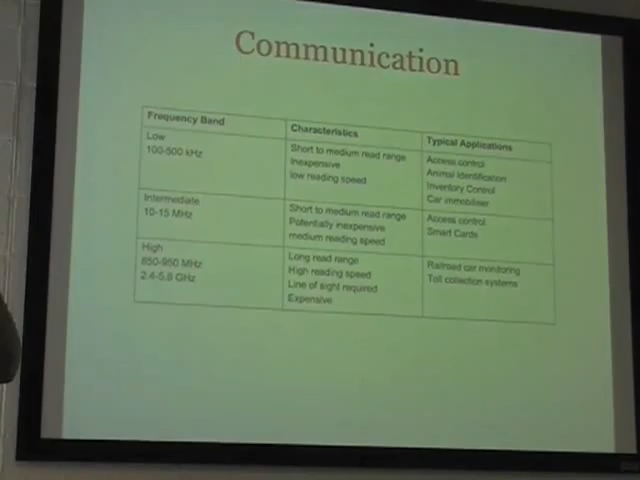 Communication
Frequency Band
Characteristics
Typical Applications
Low
100-500 kHz
Short to medium read range
Inexpensive
low reading speed
Access control
Animal Identification
Inventory Control
Car immobiliser
Intermediate
10-15 MHz
Short to medium read range
Potentially inexpensive
medium reading speed
Access control
Smart Cards
High
850-950 MHz
2.4-5.8 GHz
Long read range
High reading speed
Line of sight required
Expensive
Railroad car monitoring
Toll collection systems